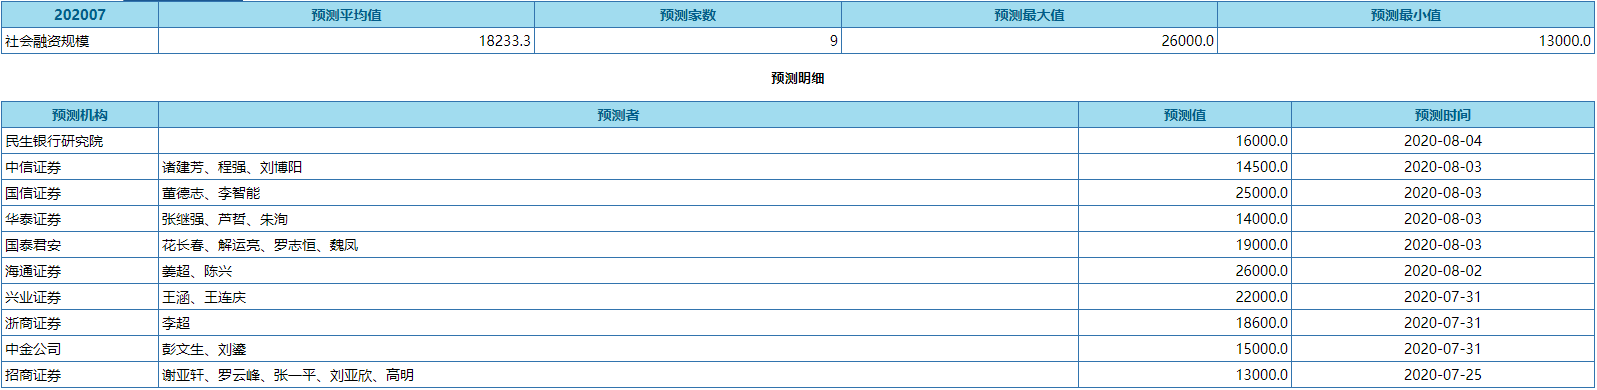 202007 预测平均值 预测家数 预测最大值 预测最小值
社会融资规模 18233.3 9 26000.0 13000.0
预测明细
预测机构 预测者 预测值 预测时间
民生银行研究院 16000.0 2020-08-04
中信证券 诸建芳、程强、刘博阳 14500.0 2020-08-03
国信证券 董德志、李智能 25000.0 2020-08-03
华泰证券 张继强、芦哲、朱洵 14000.0 2020-08-03
国泰君安 花长春、解运亮、罗志恒、魏凤 19000.0 2020-08-03
海通证券 姜超、陈兴 26000.0 2020-08-02
兴业证券 王涵、王连庆 22000.0 2020-07-31
浙商证券 李超 18600.0 2020-07-31
中金公司 彭文生、刘鎏 15000.0 2020-07-31
招商证券 谢亚轩、罗云峰、张一平、刘亚欣、高明 13000.0 2020-07-25